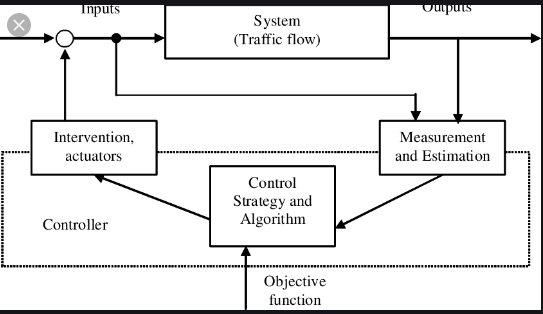 Inputs
System
(Traffic flow)
Outputs
Intervention,
actuators
Measurement
and Estimation
Control
Strategy and
Algorithm
Controller
Objective
function